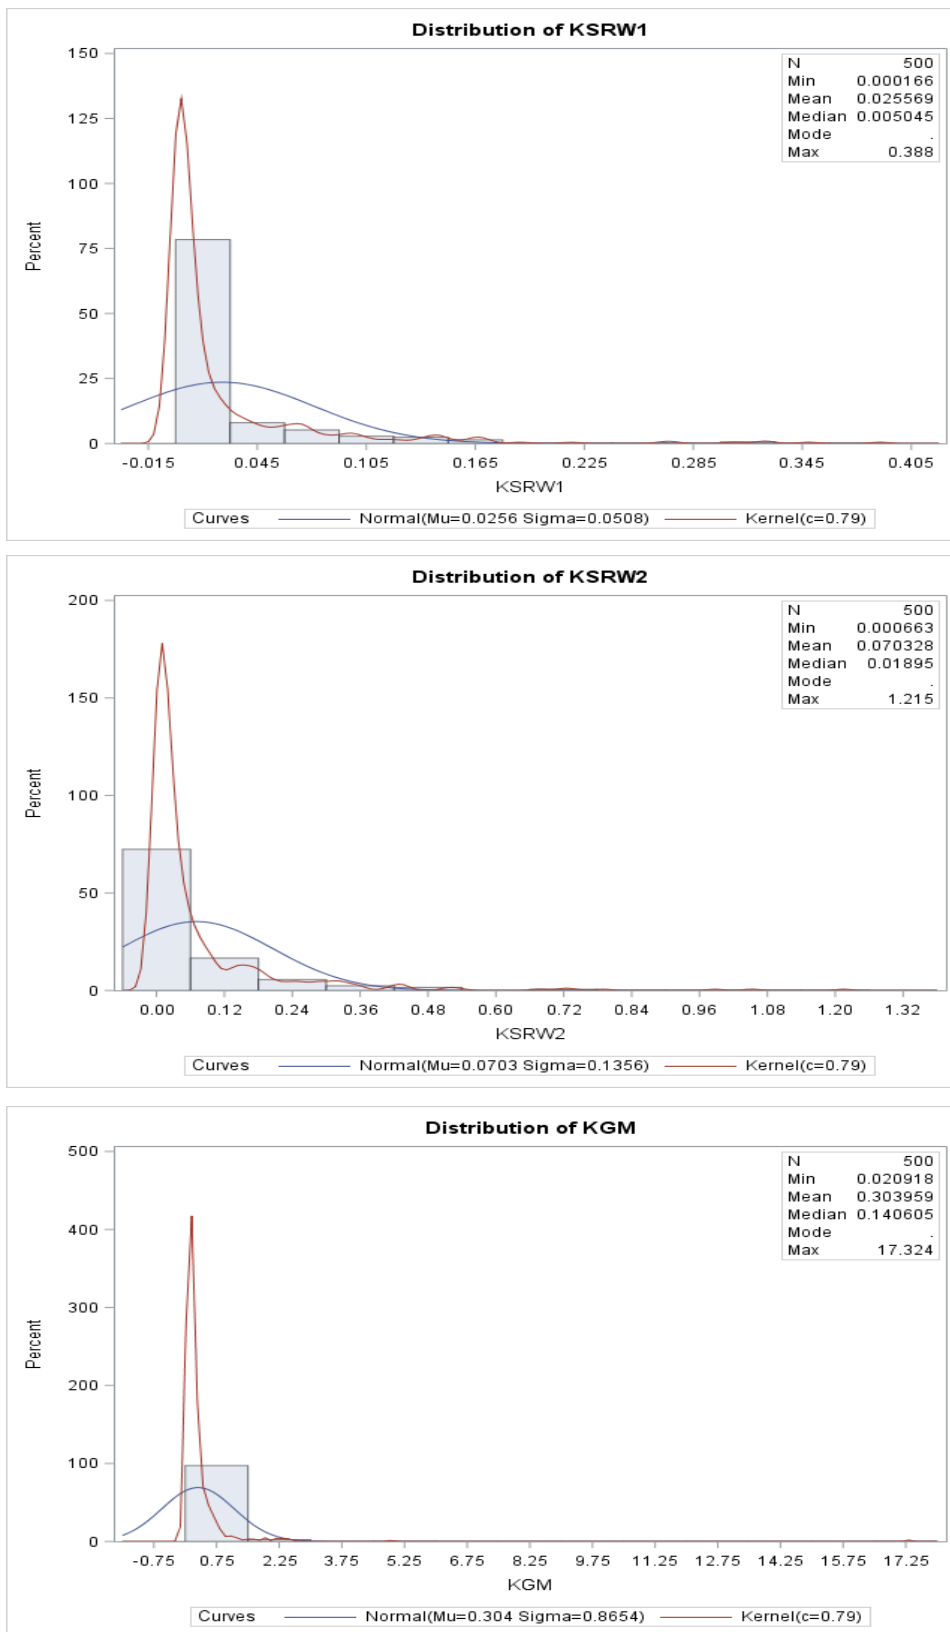 Distribution of KSRW1
150
125
100
75
50
25
0
Percent
N 500
Min 0.000166
Mean 0.025569
Median 0.005045
Mode .
Max 0.388
-0.015 0.045 0.105 0.165 0.225 0.285 0.345 0.405
KSRW1
Curves Normal(Mu=0.0256 Sigma=0.0508) Kernel(c=0.79)
Distribution of KSRW2
200
150
100
50
0
Percent
N 500
Min 0.000663
Mean 0.070328
Median 0.01895
Mode .
Max 1.215
0.00 0.12 0.24 0.36 0.48 0.60 0.72 0.84 0.96 1.08 1.20 1.32
KSRW2
Curves Normal(Mu=0.0703 Sigma=0.1356) Kernel(c=0.79)
Distribution of KGM
500
400
300
200
100
0
Percent
N 500
Min 0.020918
Mean 0.303959
Median 0.140605
Mode .
Max 17.324
-0.75 0.75 2.25 3.75 5.25 6.75 8.25 9.75 11.25 12.75 14.25 15.75 17.25
KGM
Curves Normal(Mu=0.304 Sigma=0.8654) Kernel(c=0.79)